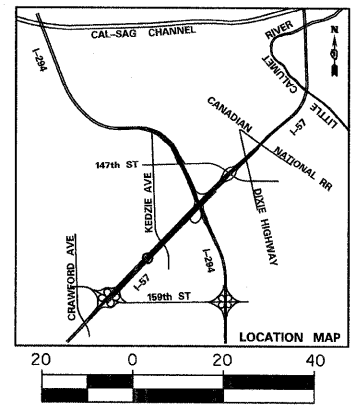 CAL-SAG CHANNEL
RIVER
N
I-294
CALUMET
LITTLE
CANADIAN
I-57
NATIONAL RR
147th ST
KEDZIE AVE
DIXIE HIGHWAY
CRAWFORD AVE
I-57
I-294
159th ST
LOCATION MAP
20 0 20 40